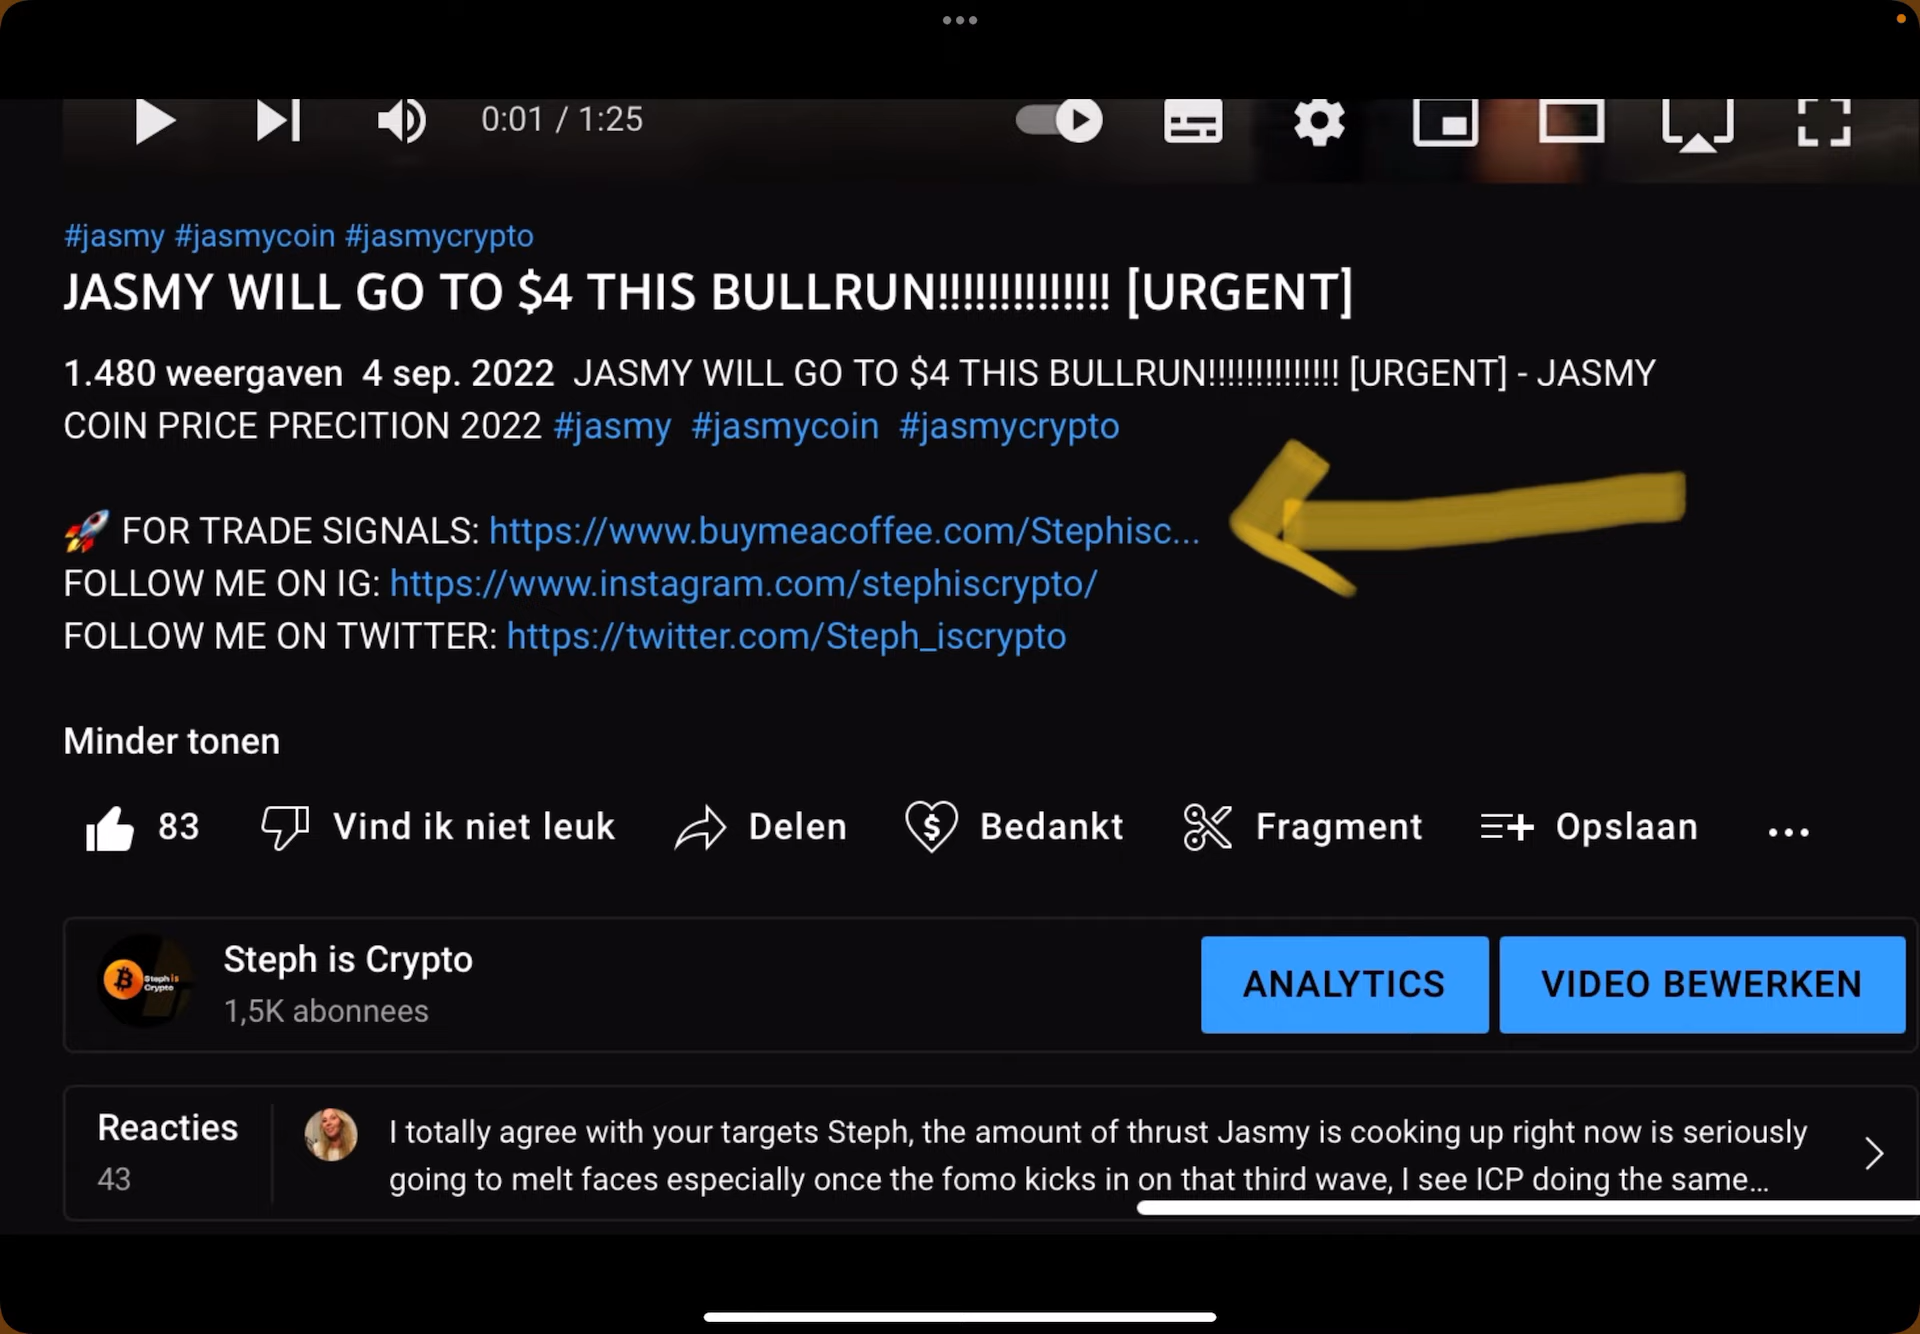 0:01 / 1:25
#jasmy #jasmycoin #jasmycrypto
JASMY WILL GO TO $4 THIS BULLRUN!!!!!!!!!!!!!! [URGENT]
1.480 weergaven 4 sep. 2022 JASMY WILL GO TO $4 THIS BULLRUN!!!!!!!!!!!!!! [URGENT] - JASMY
COIN PRICE PRECITION 2022 #jasmy #jasmycoin #jasmycrypto
🚀 FOR TRADE SIGNALS: https://www.buymeacoffee.com/Stephisc...
FOLLOW ME ON IG: https://www.instagram.com/stephiscrypto/
FOLLOW ME ON TWITTER: https://twitter.com/Steph_iscrypto
Minder tonen
83 Vind ik niet leuk Delen Bedankt Fragment Opslaan ...
Steph is Crypto
Steph is
Crypto
1,5K abonnees
ANALYTICS VIDEO BEWERKEN
Reacties
43
I totally agree with your targets Steph, the amount of thrust Jasmy is cooking up right now is seriously
going to melt faces especially once the fomo kicks in on that third wave, I see ICP doing the same...